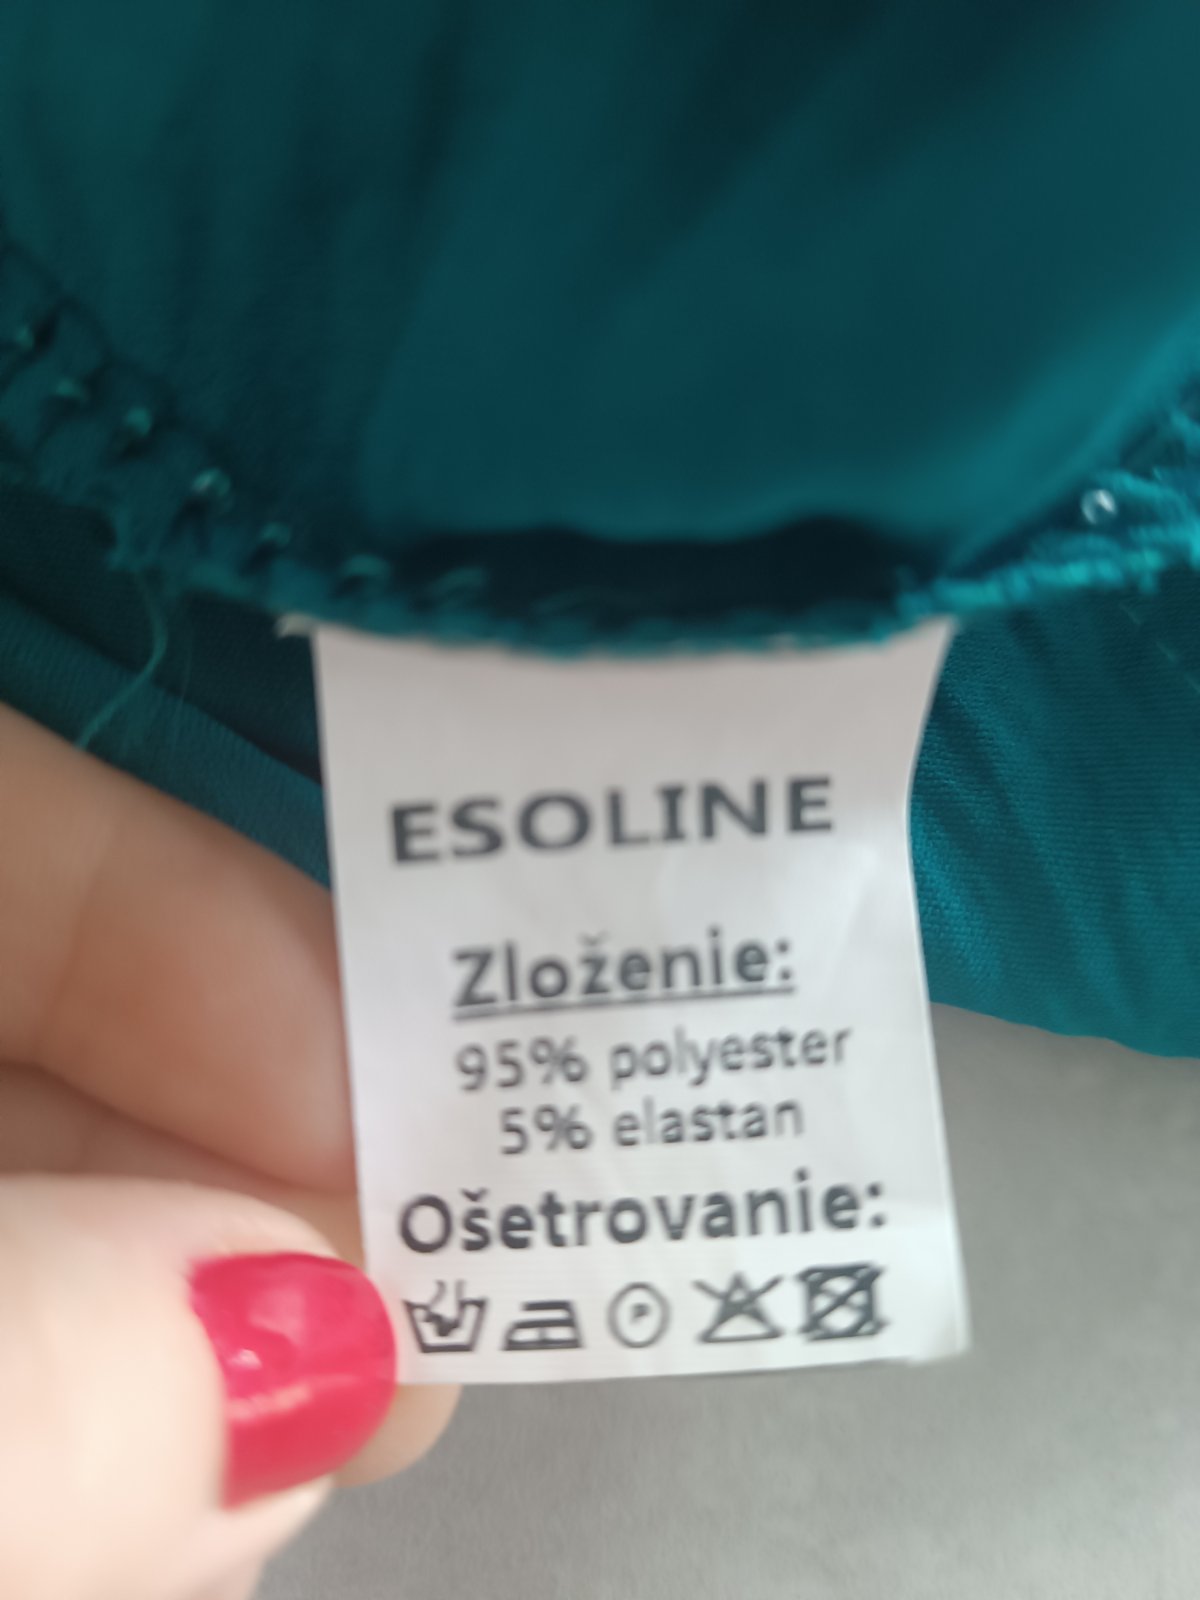 ESOLINE
Zloženie:
95% polyester
5% elastan
Ošetrovanie:
P